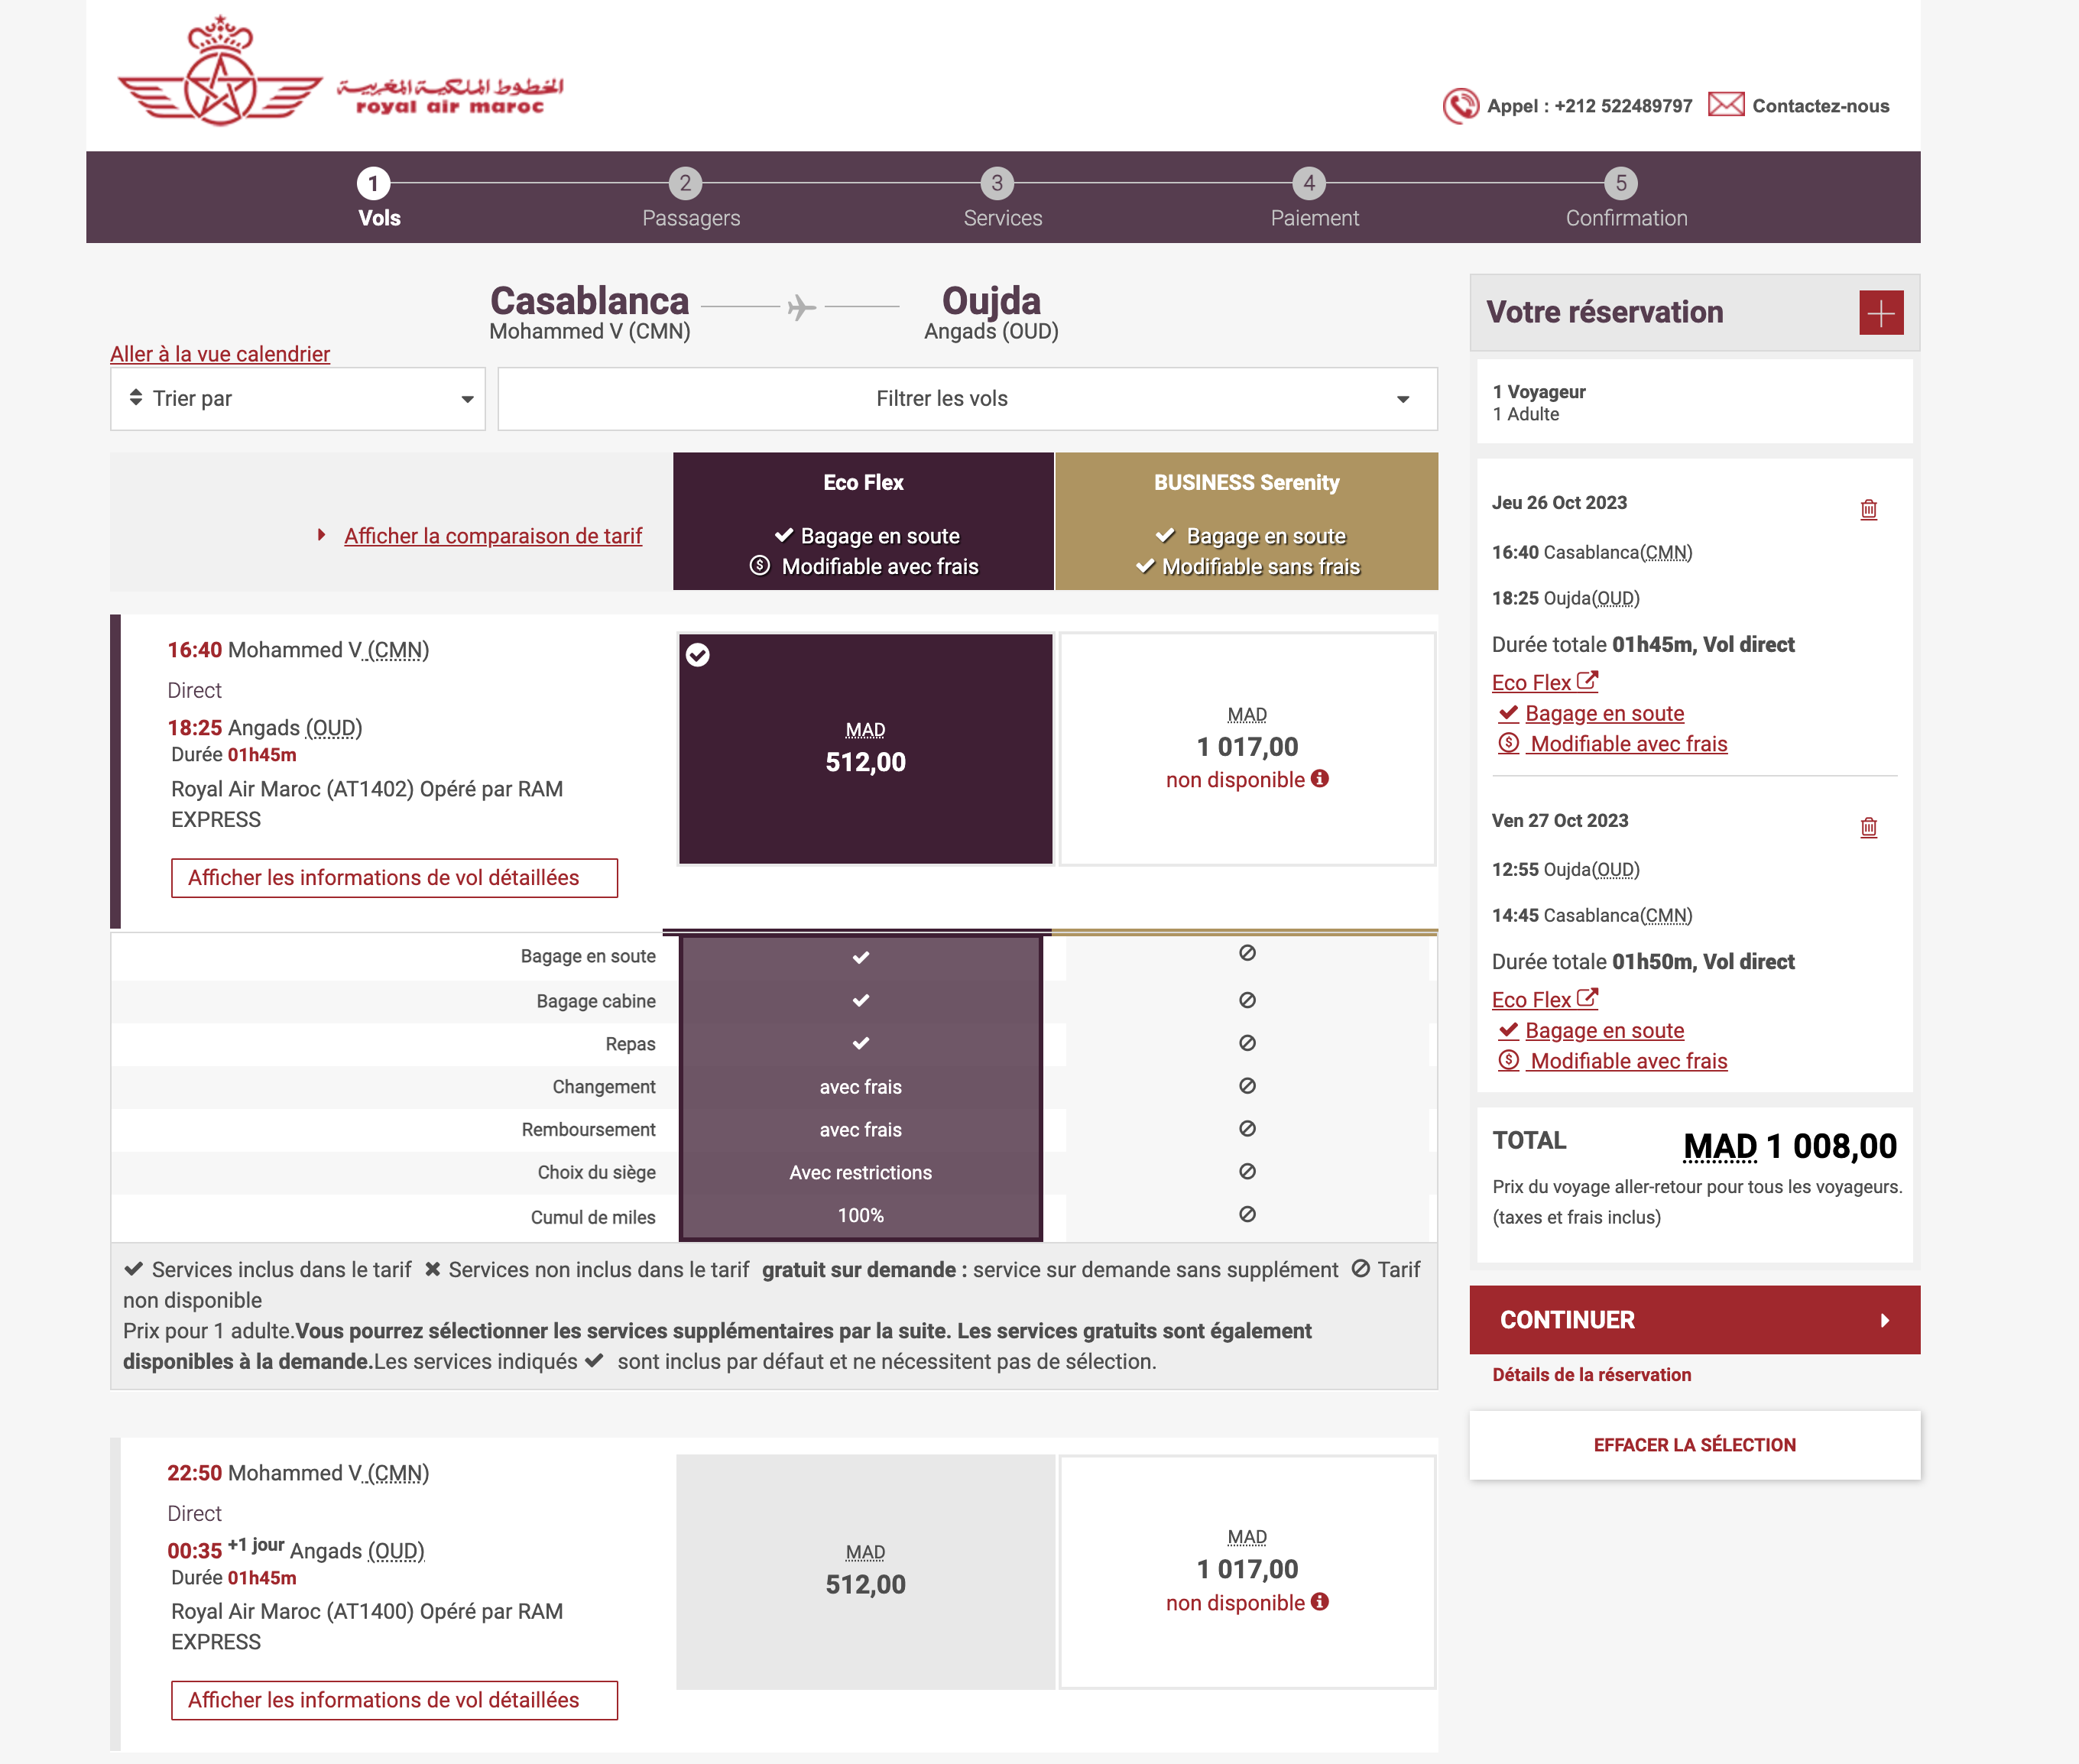 الخطوط الملكية المغربية
royal air maroc
Appel : +212 522489797 Contactez-nous
1 2 3 4 5
Vols Passagers Services Paiement Confirmation
Casablanca Oujda
Mohammed V (CMN) Angads (OUD)
Aller à la vue calendrier
Trier par Filtrer les vols
Eco Flex BUSINESS Serenity
Afficher la comparaison de tarif
Bagage en soute Bagage en soute
Modifiable avec frais Modifiable sans frais
16:40 Mohammed V (CMN)
Direct
18:25 Angads (OUD)
Durée 01h45m
Royal Air Maroc (AT1402) Opéré par RAM
EXPRESS
Afficher les informations de vol détaillées
MAD
512,00
MAD
1 017,00
non disponible
Bagage en soute
Bagage cabine
Repas
Changement avec frais
Remboursement avec frais
Choix du siège Avec restrictions
Cumul de miles 100%
✔ Services inclus dans le tarif ✖ Services non inclus dans le tarif gratuit sur demande : service sur demande sans supplément ⊘ Tarif
non disponible
Prix pour 1 adulte.Vous pourrez sélectionner les services supplémentaires par la suite. Les services gratuits sont également
disponibles à la demande.Les services indiqués ✔ sont inclus par défaut et ne nécessitent pas de sélection.
22:50 Mohammed V (CMN)
Direct
00:35 +1 jour Angads (OUD)
Durée 01h45m
Royal Air Maroc (AT1400) Opéré par RAM
EXPRESS
Afficher les informations de vol détaillées
MAD
512,00
MAD
1 017,00
non disponible
Votre réservation
1 Voyageur
1 Adulte
Jeu 26 Oct 2023
16:40 Casablanca(CMN)
18:25 Oujda(OUD)
Durée totale 01h45m, Vol direct
Eco Flex
Bagage en soute
Modifiable avec frais
Ven 27 Oct 2023
12:55 Oujda(OUD)
14:45 Casablanca(CMN)
Durée totale 01h50m, Vol direct
Eco Flex
Bagage en soute
Modifiable avec frais
TOTAL MAD 1 008,00
Prix du voyage aller-retour pour tous les voyageurs.
(taxes et frais inclus)
CONTINUER
Détails de la réservation
EFFACER LA SÉLECTION